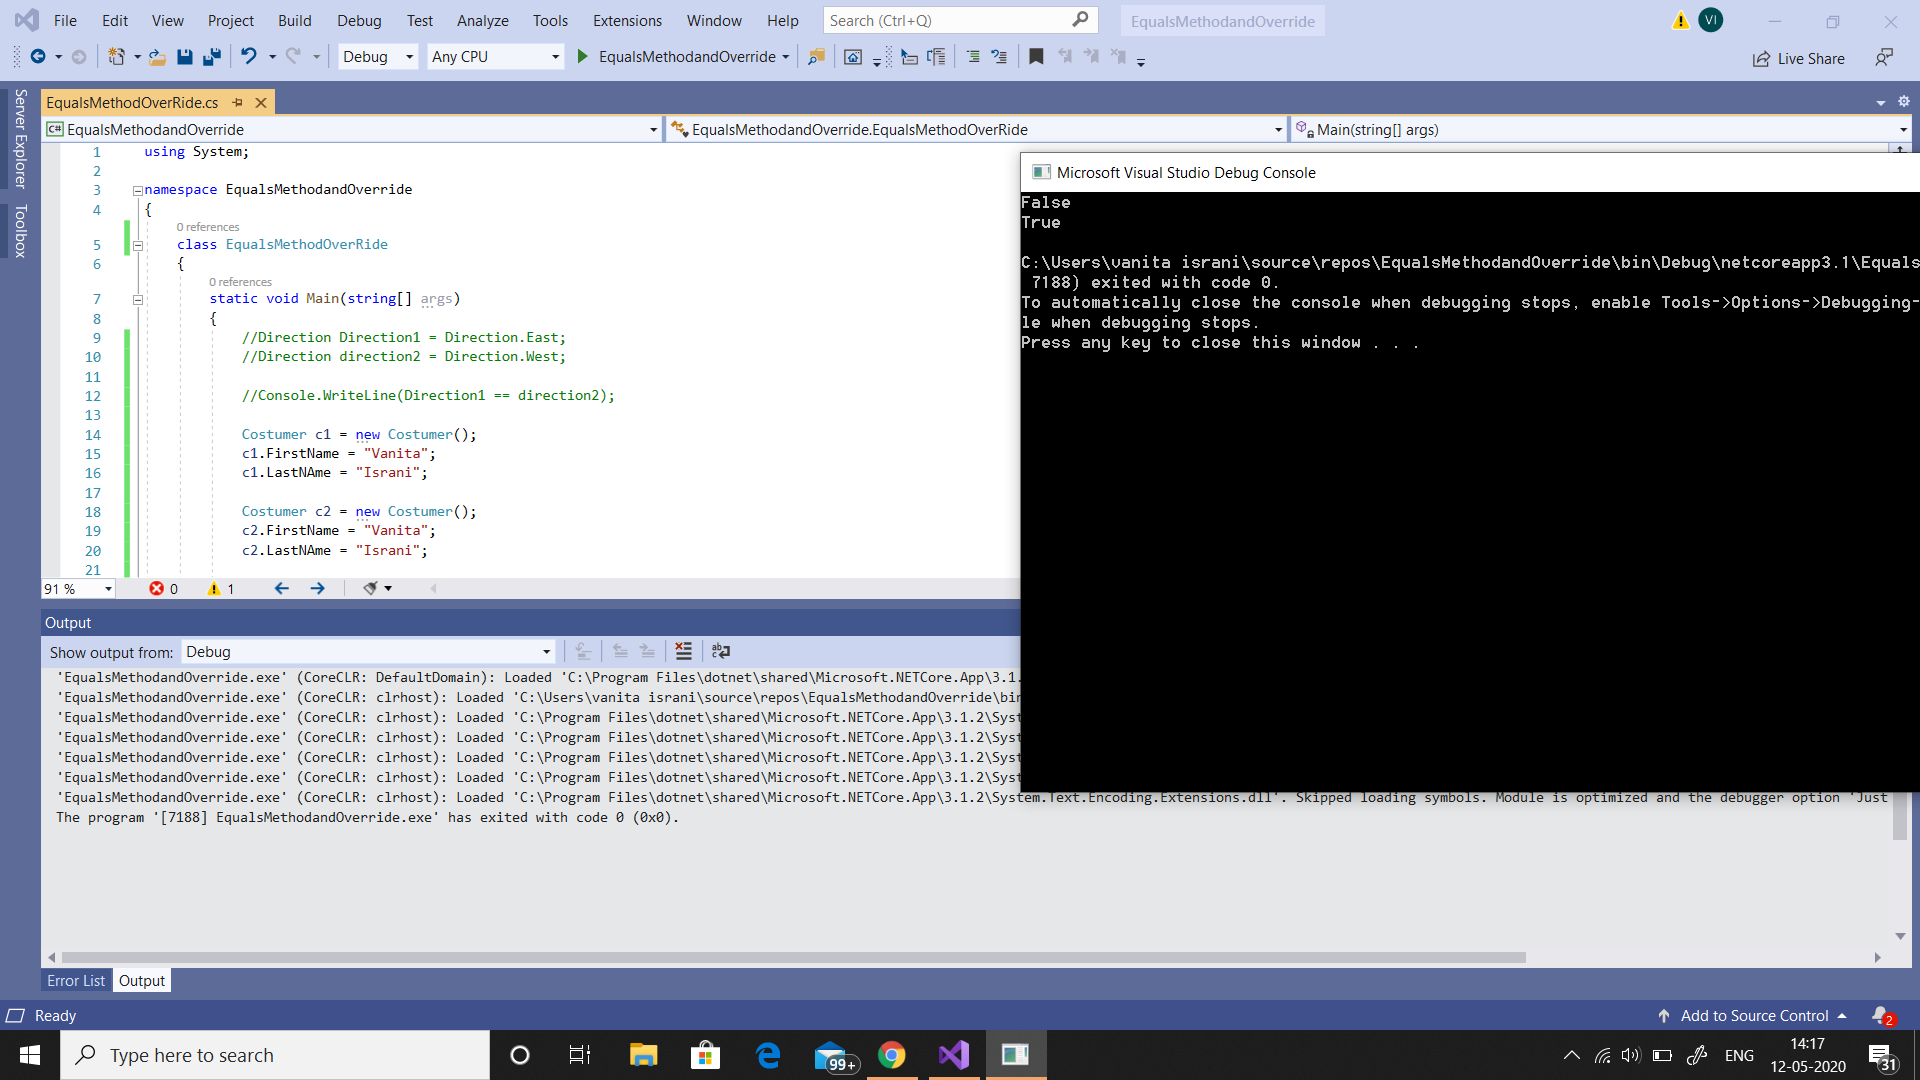 File Edit View Project Build Debug Test Analyze Tools Extensions Window Help Search (Ctrl+Q) EqualsMethodandOverride VI
Debug Any CPU EqualsMethodandOverride Live Share
Server Explorer
Toolbox
EqualsMethodOverRide.cs
C# EqualsMethodandOverride EqualsMethodandOverride.EqualsMethodOverRide Main(string[] args)
1 using System;
2
3 namespace EqualsMethodandOverride
4 {
0 references
5 class EqualsMethodOverRide
6 {
0 references
7 static void Main(string[] args)
8 {
9 //Direction Direction1 = Direction.East;
10 //Direction direction2 = Direction.West;
11
12 //Console.WriteLine(Direction1 == direction2);
13
14 Costumer c1 = new Costumer();
15 c1.FirstName = "Vanita";
16 c1.LastNAme = "Israni";
17
18 Costumer c2 = new Costumer();
19 c2.FirstName = "Vanita";
20 c2.LastNAme = "Israni";
21
91 % 0 1
Microsoft Visual Studio Debug Console
False
True
C:\Users\vanita israni\source\repos\EqualsMethodandOverride\bin\Debug\netcoreapp3.1\Equals
7188) exited with code 0.
To automatically close the console when debugging stops, enable Tools->Options->Debugging-
le when debugging stops.
Press any key to close this window . . .
Output
Show output from: Debug
'EqualsMethodandOverride.exe' (CoreCLR: DefaultDomain): Loaded 'C:\Program Files\dotnet\shared\Microsoft.NETCore.App\3.1.
'EqualsMethodandOverride.exe' (CoreCLR: clrhost): Loaded 'C:\Users\vanita israni\source\repos\EqualsMethodandOverride\bin
'EqualsMethodandOverride.exe' (CoreCLR: clrhost): Loaded 'C:\Program Files\dotnet\shared\Microsoft.NETCore.App\3.1.2\Syst
'EqualsMethodandOverride.exe' (CoreCLR: clrhost): Loaded 'C:\Program Files\dotnet\shared\Microsoft.NETCore.App\3.1.2\Syst
'EqualsMethodandOverride.exe' (CoreCLR: clrhost): Loaded 'C:\Program Files\dotnet\shared\Microsoft.NETCore.App\3.1.2\Syst
'EqualsMethodandOverride.exe' (CoreCLR: clrhost): Loaded 'C:\Program Files\dotnet\shared\Microsoft.NETCore.App\3.1.2\Syst
'EqualsMethodandOverride.exe' (CoreCLR: clrhost): Loaded 'C:\Program Files\dotnet\shared\Microsoft.NETCore.App\3.1.2\System.Text.Encoding.Extensions.dll'. Skipped loading symbols. Module is optimized and the debugger option 'Just
The program '[7188] EqualsMethodandOverride.exe' has exited with code 0 (0x0).
Error List Output
Ready Add to Source Control 2
Type here to search 99+ ENG 14:17
12-05-2020 31